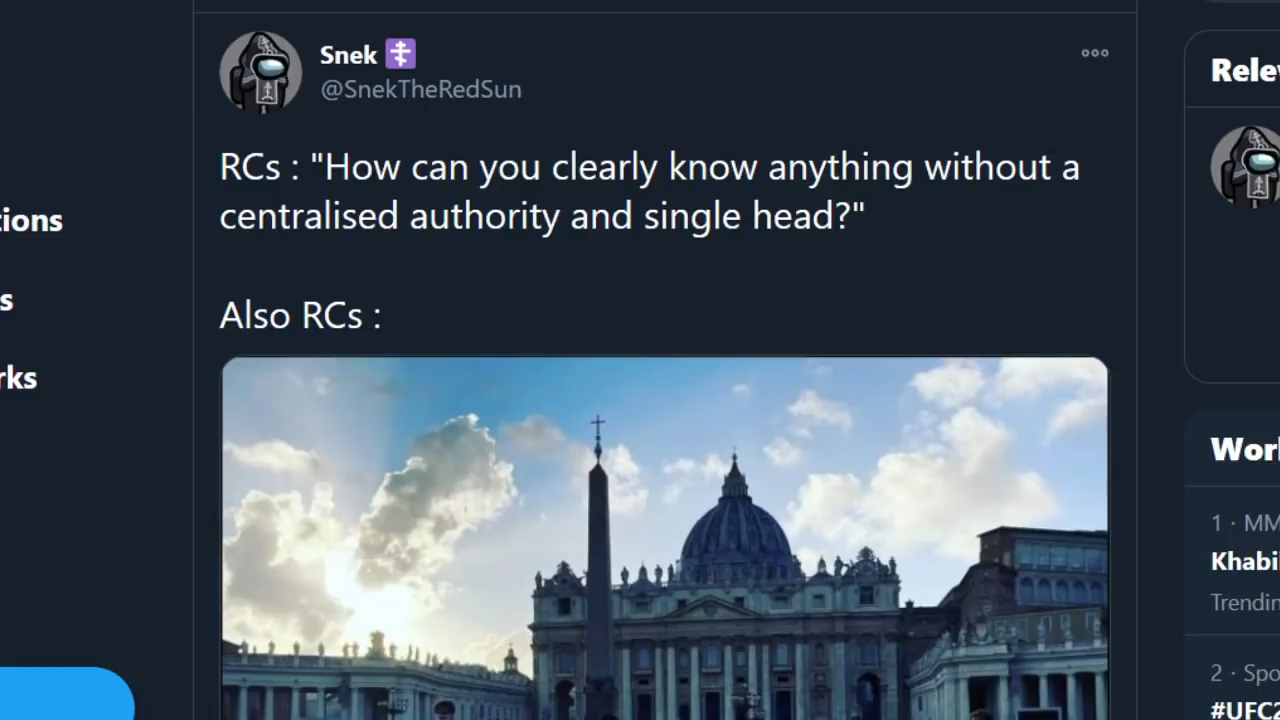 Snek
@SnekTheRedSun
RCs : "How can you clearly know anything without a
centralised authority and single head?"
Also RCs :
tions
s
rks
Rele
Worl
1 · MM
Khabi
Trendin
2 · Spo
#UFC2